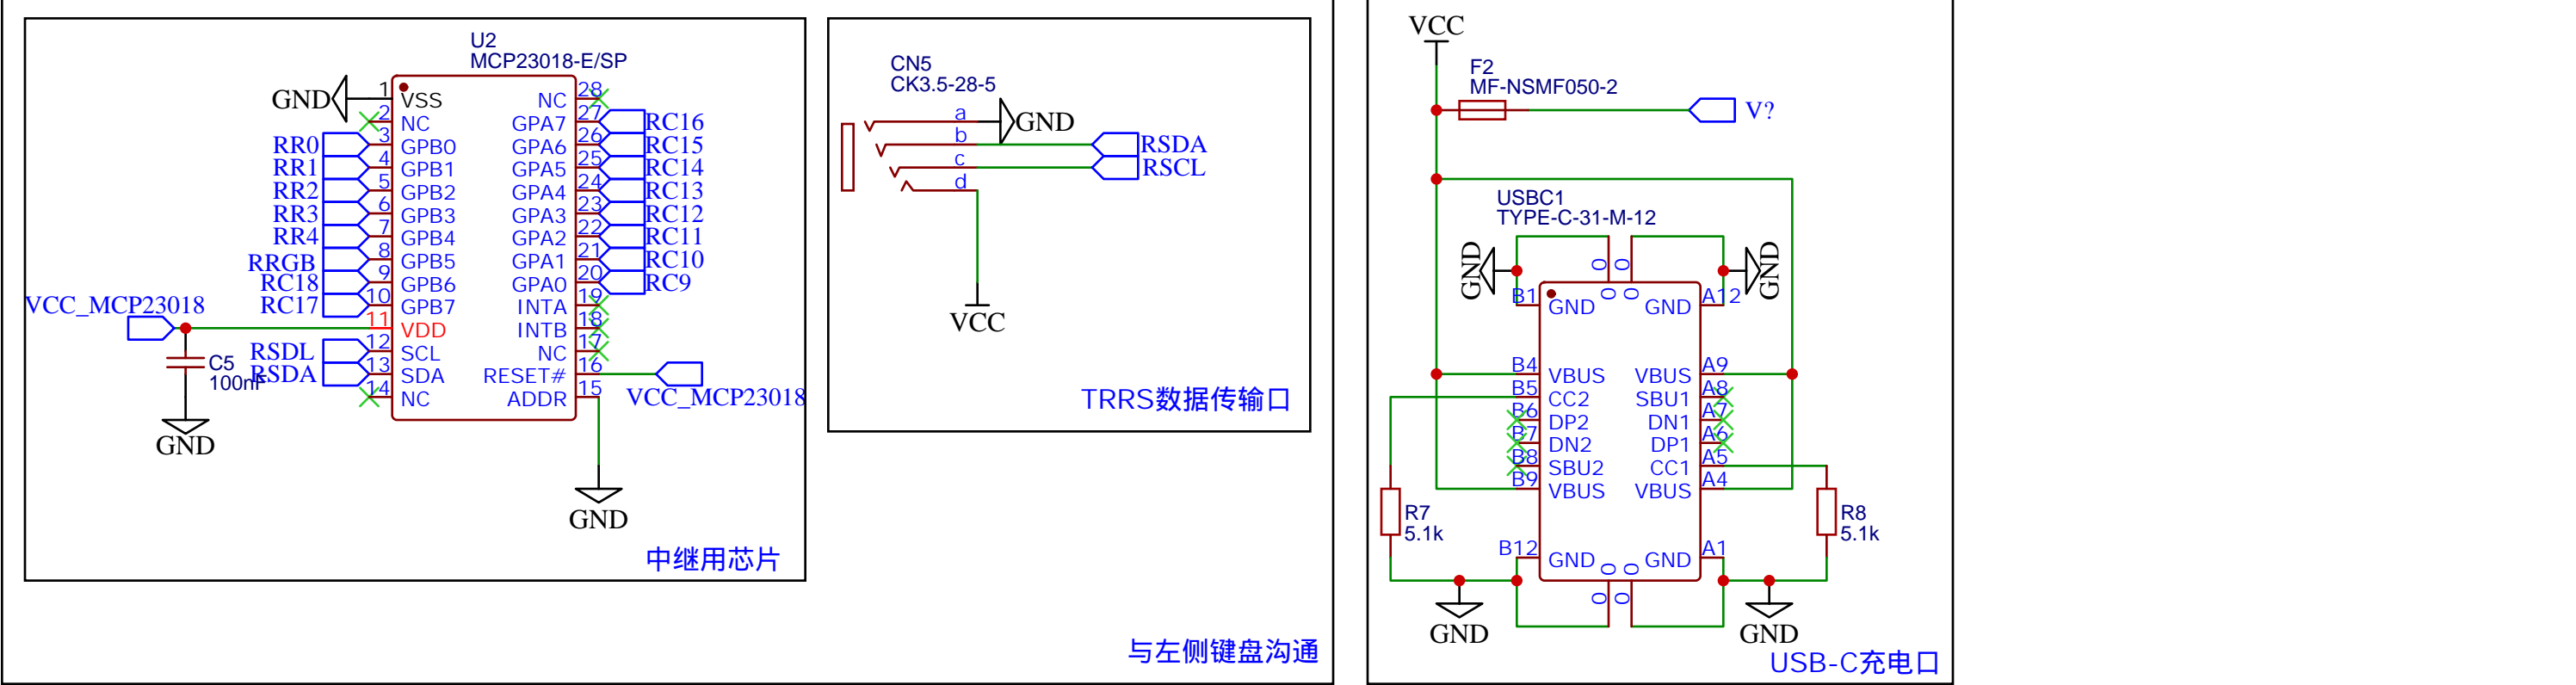 U2
MCP23018-E/SP
GND
1 VSS
2 NC
RR0 3 GPB0
RR1 4 GPB1
RR2 5 GPB2
RR3 6 GPB3
RR4 7 GPB4
RRGB 8 GPB5
RC18 9 GPB6
RC17 10 GPB7
VCC_MCP23018 11 VDD
RSDL 12 SCL
RSDA 13 SDA
14 NC
NC 28
GPA7 27 RC16
GPA6 26 RC15
GPA5 25 RC14
GPA4 24 RC13
GPA3 23 RC12
GPA2 22 RC11
GPA1 21 RC10
GPA0 20 RC9
INTA 19
INTB 18
NC 17
RESET# 16
VCC_MCP23018
ADDR 15
C5
100nF
GND
GND
中继用芯片
CN5
CK3.5-28-5
a GND
b RSDA
c RSCL
d
VCC
TRRS数据传输口
与左侧键盘沟通
VCC
F2
MF-NSMF050-2
V?
USBC1
TYPE-C-31-M-12
GND
GND
0 0
0 0
B1 GND
GND A12
B4 VBUS
VBUS A9
B5 CC2
SBU1 A8
B6 DP2
DN1 A7
B7 DN2
DP1 A6
B8 SBU2
CC1 A5
B9 VBUS
VBUS A4
R7
5.1k
R8
5.1k
B12 GND
GND A1
0 0
0 0
GND
GND
USB-C充电口